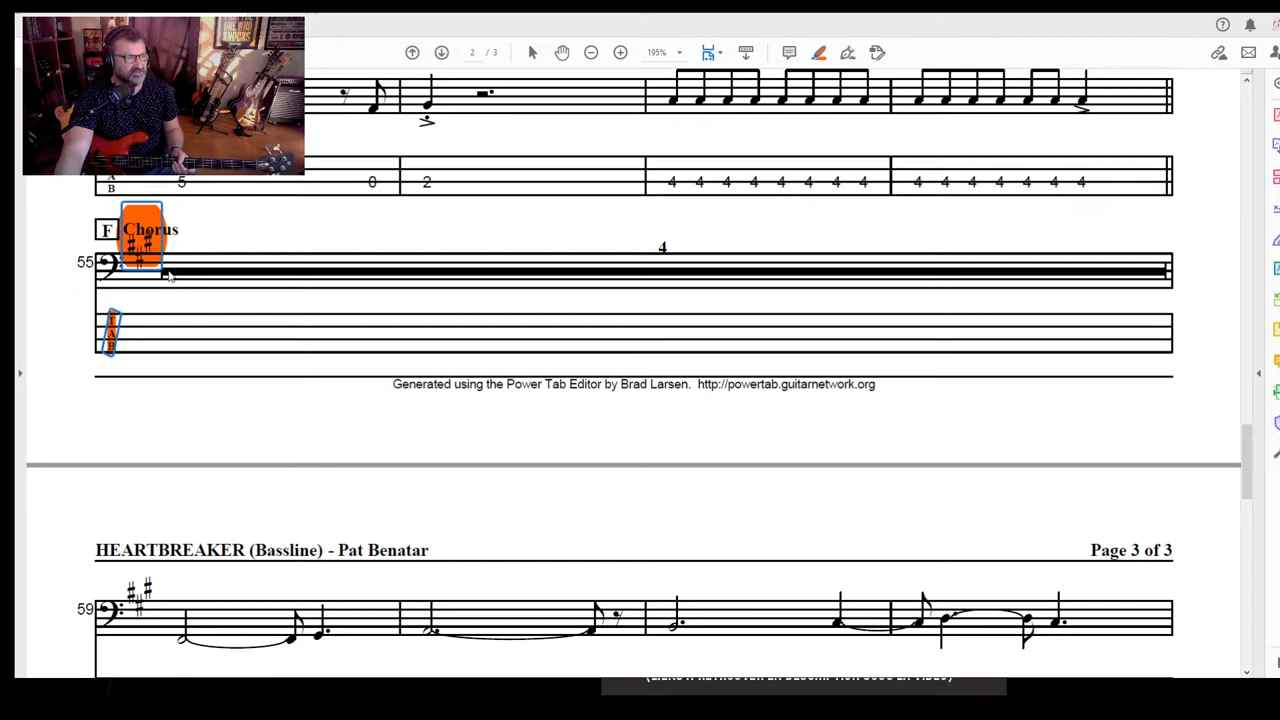 2 / 3
195%
A
B
5 0 2 4 4 4 4 4 4 4 4 4 4 4 4 4 4 4
F Chorus
4
55
T
A
B
Generated using the Power Tab Editor by Brad Larsen. http://powertab.guitarnetwork.org
HEARTBREAKER (Bassline) - Pat Benatar Page 3 of 3
59